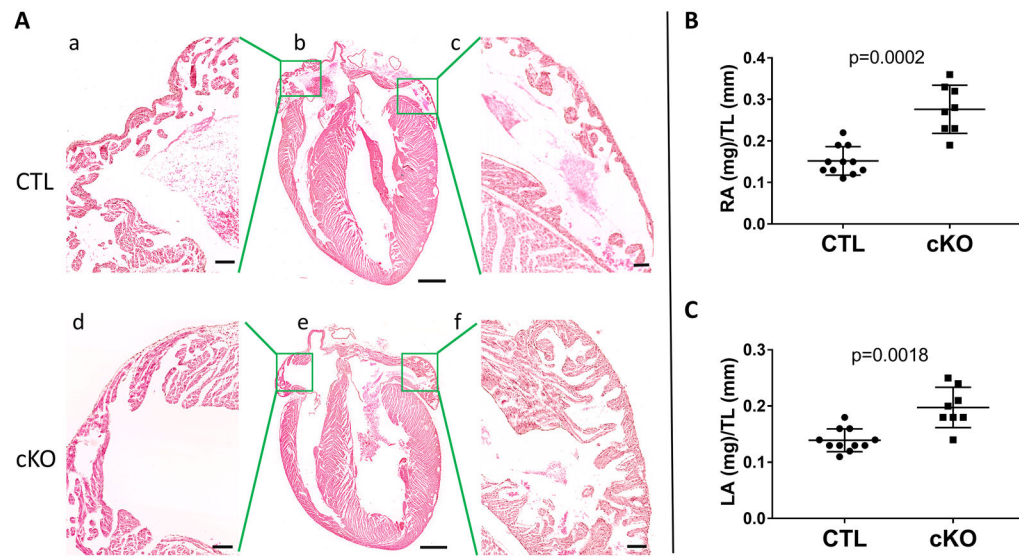 A
a
b
c
CTL
d
e
f
cKO
B
p=0.0002
RA (mg)/TL (mm)
0.4
0.3
0.2
0.1
0.0
CTL
cKO
C
p=0.0018
LA (mg)/TL (mm)
0.3
0.2
0.1
0.0
CTL
cKO